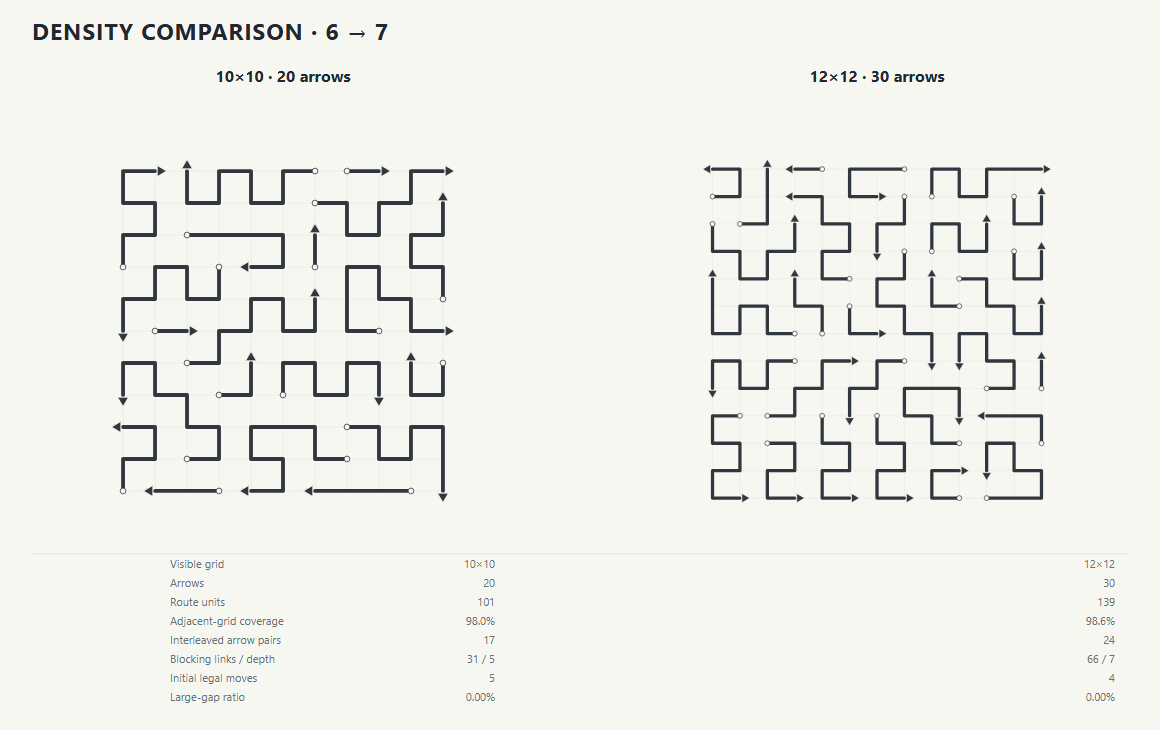 DENSITY COMPARISON · 6 → 7
10×10 · 20 arrows 12×12 · 30 arrows
Visible grid 10×10 12×12
Arrows 20 30
Route units 101 139
Adjacent-grid coverage 98.0% 98.6%
Interleaved arrow pairs 17 24
Blocking links / depth 31 / 5 66 / 7
Initial legal moves 5 4
Large-gap ratio 0.00% 0.00%